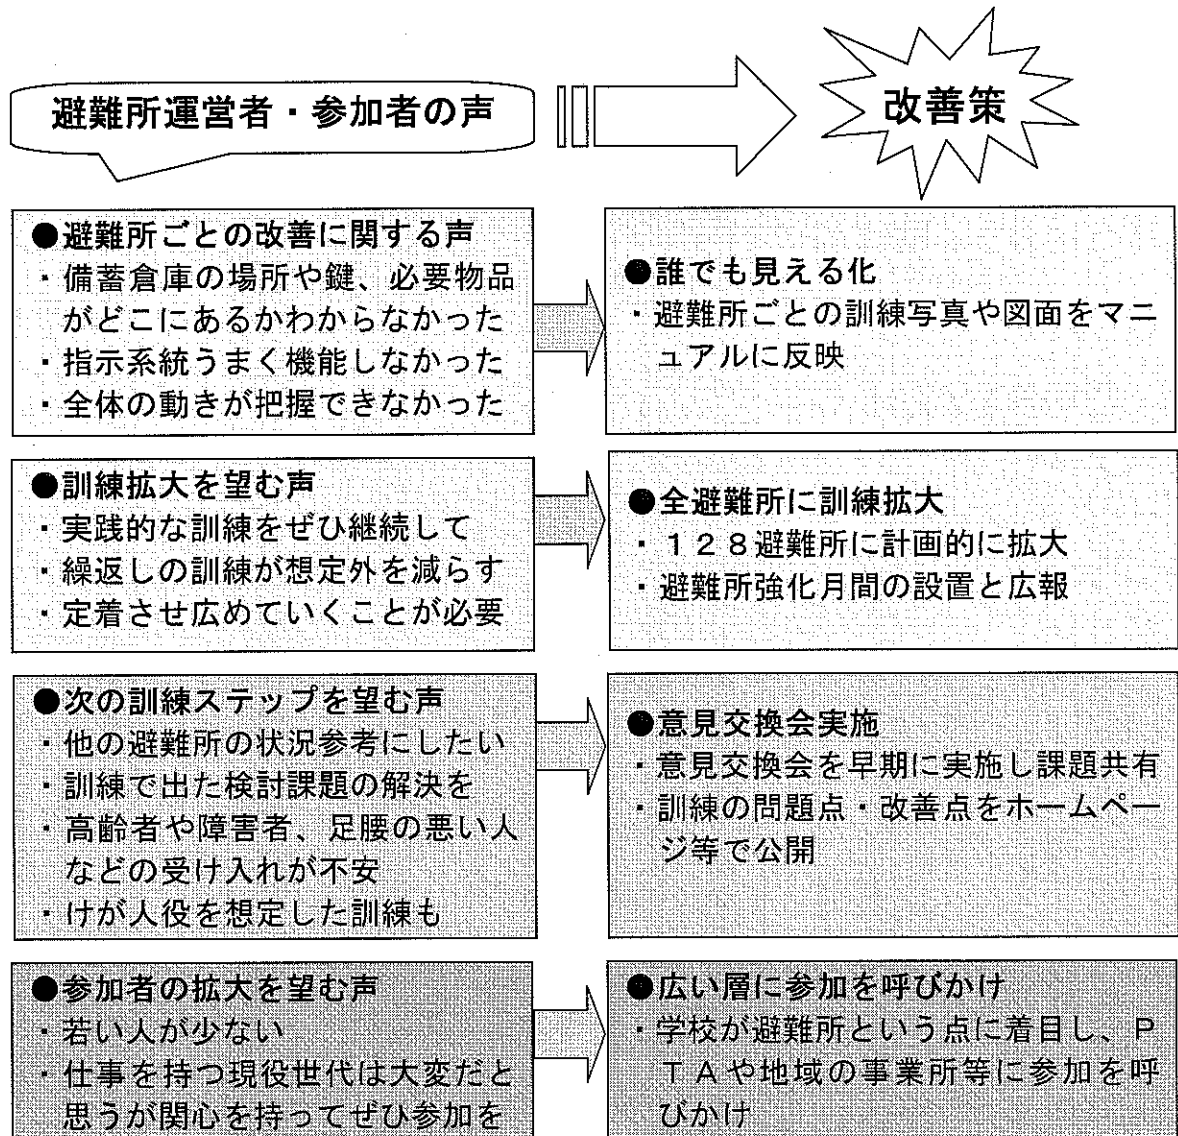 避難所運営者・参加者の声
改善策
●避難所ごとの改善に関する声
・備蓄倉庫の場所や鍵、必要物品
がどこにあるかわからなかった
・指示系統うまく機能しなかった
・全体の動きが把握できなかった
●誰でも見える化
・避難所ごとの訓練写真や図面をマニ
ュアルに反映
●訓練拡大を望む声
・実践的な訓練をぜひ継続して
・繰返しの訓練が想定外を減らす
・定着させ広めていくことが必要
●全避難所に訓練拡大
・128避難所に計画的に拡大
・避難所強化月間の設置と広報
●次の訓練ステップを望む声
・他の避難所の状況参考にしたい
・訓練で出た検討課題の解決を
・高齢者や障害者、足腰の悪い人
などの受け入れが不安
・けが人役を想定した訓練も
●意見交換会実施
・意見交換会を早期に実施し課題共有
・訓練の問題点・改善点をホームペー
ジ等で公開
●参加者の拡大を望む声
・若い人が少ない
・仕事を持つ現役世代は大変だと
思うが関心を持ってぜひ参加を
●広い層に参加を呼びかけ
・学校が避難所という点に着目し、P
TAや地域の事業所等に参加を呼
びかけ